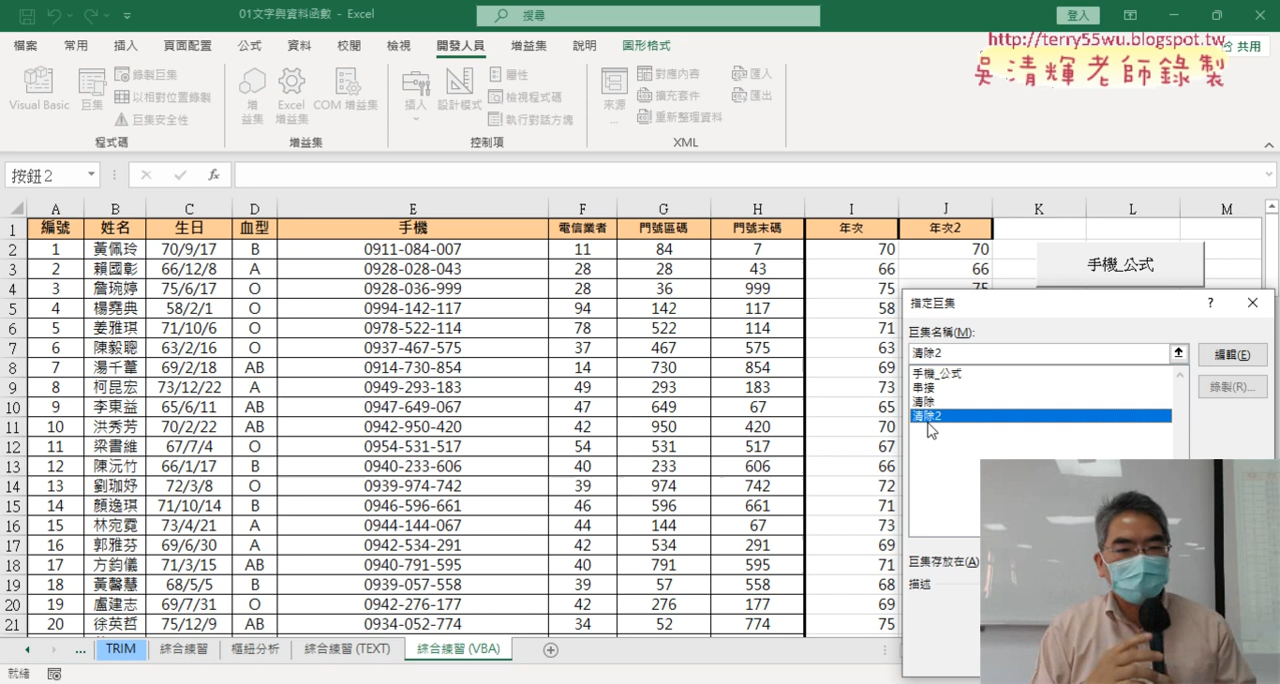 01文字與資料函數 - Excel
搜尋
登入
檔案 常用 插入 頁面配置 公式 資料 校閱 檢視 開發人員 增益集 說明 圖形格式
共用
http://terry55wu.blogspot.tw
吳清輝老師錄製
Visual Basic 巨集 錄製巨集 以相對位置錄製 巨集安全性
增益集 Excel 增益集 COM 增益集
插入 設計模式 屬性 檢視程式碼 執行對話方塊
來源... 對應內容 擴充套件 重新整理資料 匯入 匯出
程式碼 增益集 控制項 XML
按鈕2 fx
A B C D E F G H I J K L M
1 編號 姓名 生日 血型 手機 電信業者 門號區碼 門號末碼 年次 年次2
2 1 黃佩玲 70/9/17 B 0911-084-007 11 84 7 70 70
3 2 賴國彰 66/12/8 A 0928-028-043 28 28 43 66 66
4 3 詹琬婷 75/6/17 O 0928-036-999 28 36 999 75 75
5 4 楊堯典 58/2/1 O 0994-142-117 94 142 117 58
6 5 姜雅琪 71/10/6 O 0978-522-114 78 522 114 71
7 6 陳毅聰 63/2/16 O 0937-467-575 37 467 575 63
8 7 湯千葦 69/2/18 AB 0914-730-854 14 730 854 69
9 8 柯昆宏 73/12/22 A 0949-293-183 49 293 183 73
10 9 李東益 65/6/11 AB 0947-649-067 47 649 67 65
11 10 洪秀芳 70/2/22 AB 0942-950-420 42 950 420 70
12 11 梁書維 67/7/4 O 0954-531-517 54 531 517 67
13 12 陳沅竹 66/1/17 B 0940-233-606 40 233 606 66
14 13 劉珈妤 72/3/8 O 0939-974-742 39 974 742 72
15 14 顏逸琪 71/10/14 B 0946-596-661 46 596 661 71
16 15 林宛霓 73/4/21 A 0944-144-067 44 144 67 73
17 16 郭雅芬 69/6/30 A 0942-534-291 42 534 291 69
18 17 方鈞儀 71/3/15 AB 0940-791-595 40 791 595 71
19 18 黃馨慧 68/5/5 B 0939-057-558 39 57 558 68
20 19 盧建志 69/7/31 O 0942-276-177 42 276 177 69
21 20 徐英哲 75/12/9 AB 0934-052-774 34 52 774 75
手機_公式
指定巨集 ?
巨集名稱(M):
清除2
編輯(E)
手機_公式
串接
清除
清除2
錄製(R)...
巨集存放在(A)
描述
... TRIM 綜合練習 樞紐分析 綜合練習 (TEXT) 綜合練習 (VBA)
就緒